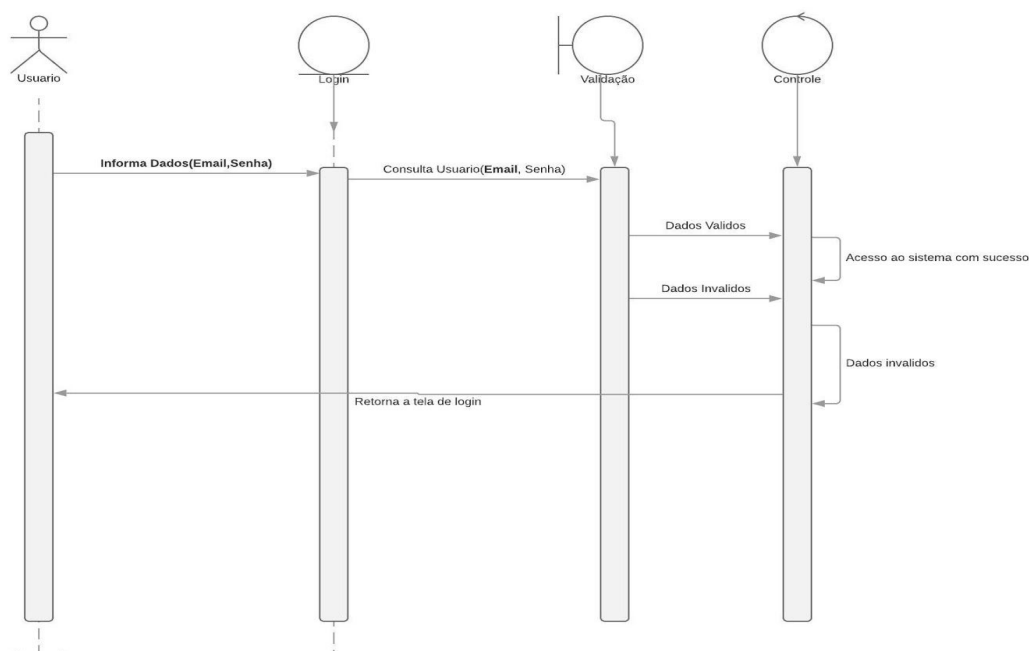 Usuario
Login
Validação
Controle
Informa Dados(Email,Senha)
Consulta Usuario(Email, Senha)
Dados Validos
Acesso ao sistema com sucesso
Dados Invalidos
Dados invalidos
Retorna a tela de login